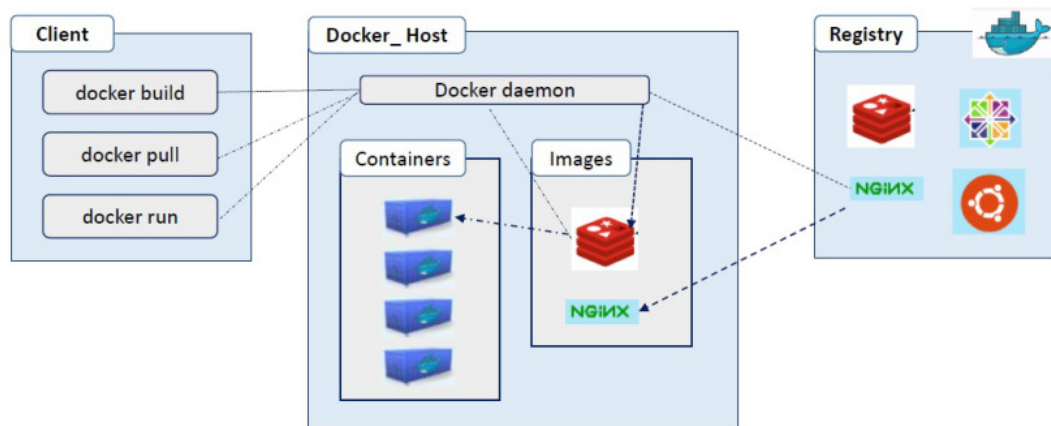 Client
docker build
docker pull
docker run
Docker_ Host
Docker daemon
Containers
Images
NGiNX
Registry
NGiNX